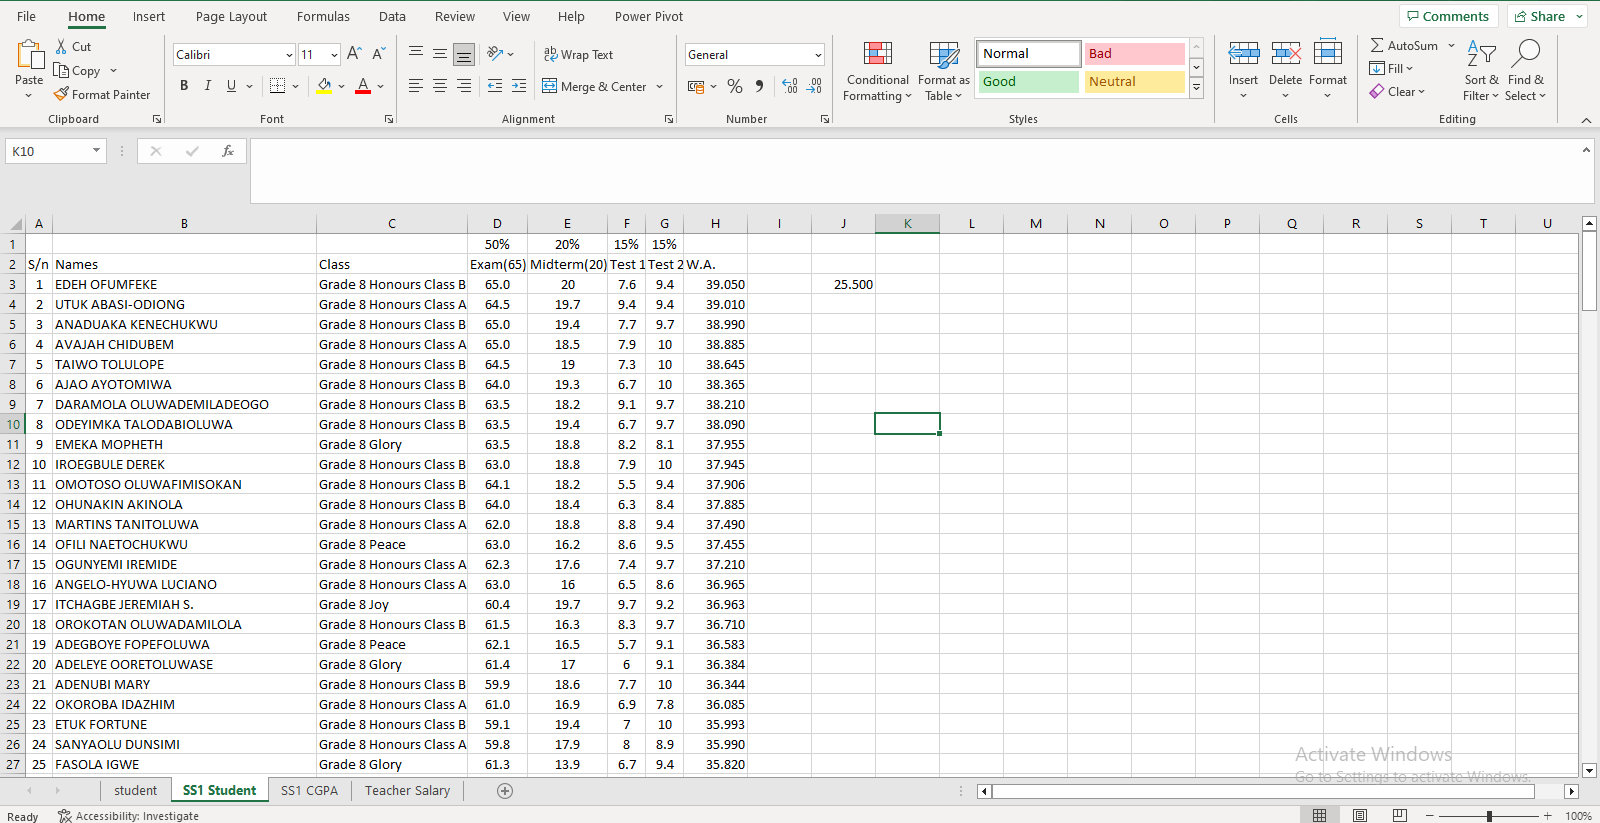 File Home Insert Page Layout Formulas Data Review View Help Power Pivot Comments Share
Cut Calibri 11 Wrap Text General Normal Bad AutoSum
Paste Copy Conditional Formatting Format as Table Good Neutral Insert Delete Format Fill Sort & Filter Find & Select
Format Painter B I U A Merge & Center % Clear
Clipboard Font Alignment Number Styles Cells Editing
K10 fx
A B C D E F G H I J K L M N O P Q R S T U
1 50% 20% 15% 15%
2 S/n Names Class Exam(65) Midterm(20) Test 1 Test 2 W.A.
3 1 EDEH OFUMFEKE Grade 8 Honours Class B 65.0 20 7.6 9.4 39.050 25.500
4 2 UTUK ABASI-ODIONG Grade 8 Honours Class A 64.5 19.7 9.4 9.4 39.010
5 3 ANADUAKA KENECHUKWU Grade 8 Honours Class B 65.0 19.4 7.7 9.7 38.990
6 4 AVAJAH CHIDUBEM Grade 8 Honours Class A 65.0 18.5 7.9 10 38.885
7 5 TAIWO TOLULOPE Grade 8 Honours Class B 64.5 19 7.3 10 38.645
8 6 AJAO AYOTOMIWA Grade 8 Honours Class B 64.0 19.3 6.7 10 38.365
9 7 DARAMOLA OLUWADEMILADEOGO Grade 8 Honours Class B 63.5 18.2 9.1 9.7 38.210
10 8 ODEYIMKA TALODABIOLUWA Grade 8 Honours Class B 63.5 19.4 6.7 9.7 38.090
11 9 EMEKA MOPHETH Grade 8 Glory 63.5 18.8 8.2 8.1 37.955
12 10 IROEGBULE DEREK Grade 8 Honours Class B 63.0 18.8 7.9 10 37.945
13 11 OMOTOSO OLUWAFIMISOKAN Grade 8 Honours Class B 64.1 18.2 5.5 9.4 37.906
14 12 OHUNAKIN AKINOLA Grade 8 Honours Class B 64.0 18.4 6.3 8.4 37.885
15 13 MARTINS TANITOLUWA Grade 8 Honours Class A 62.0 18.8 8.8 9.4 37.490
16 14 OFILI NAETOCHUKWU Grade 8 Peace 63.0 16.2 8.6 9.5 37.455
17 15 OGUNYEMI IREMIDE Grade 8 Honours Class A 62.3 17.6 7.4 9.7 37.210
18 16 ANGELO-HYUWA LUCIANO Grade 8 Honours Class A 63.0 16 6.5 8.6 36.965
19 17 ITCHAGBE JEREMIAH S. Grade 8 Joy 60.4 19.7 9.7 9.2 36.963
20 18 OROKOTAN OLUWADAMILOLA Grade 8 Honours Class B 61.5 16.3 8.3 9.7 36.710
21 19 ADEGBOYE FOPEFOLUWA Grade 8 Peace 62.1 16.5 5.7 9.1 36.583
22 20 ADELEYE OORETOLUWASE Grade 8 Glory 61.4 17 6 9.1 36.384
23 21 ADENUBI MARY Grade 8 Honours Class B 59.9 18.6 7.7 10 36.344
24 22 OKOROBA IDAZHIM Grade 8 Honours Class A 61.0 16.9 6.9 7.8 36.085
25 23 ETUK FORTUNE Grade 8 Honours Class B 59.1 19.4 7 10 35.993
26 24 SANYAOLU DUNSIMI Grade 8 Honours Class A 59.8 17.9 8 8.9 35.990
27 25 FASOLA IGWE Grade 8 Glory 61.3 13.9 6.7 9.4 35.820
Activate Windows
Go to Settings to activate Windows.
student SS1 Student SS1 CGPA Teacher Salary
Ready Accessibility: Investigate 100%